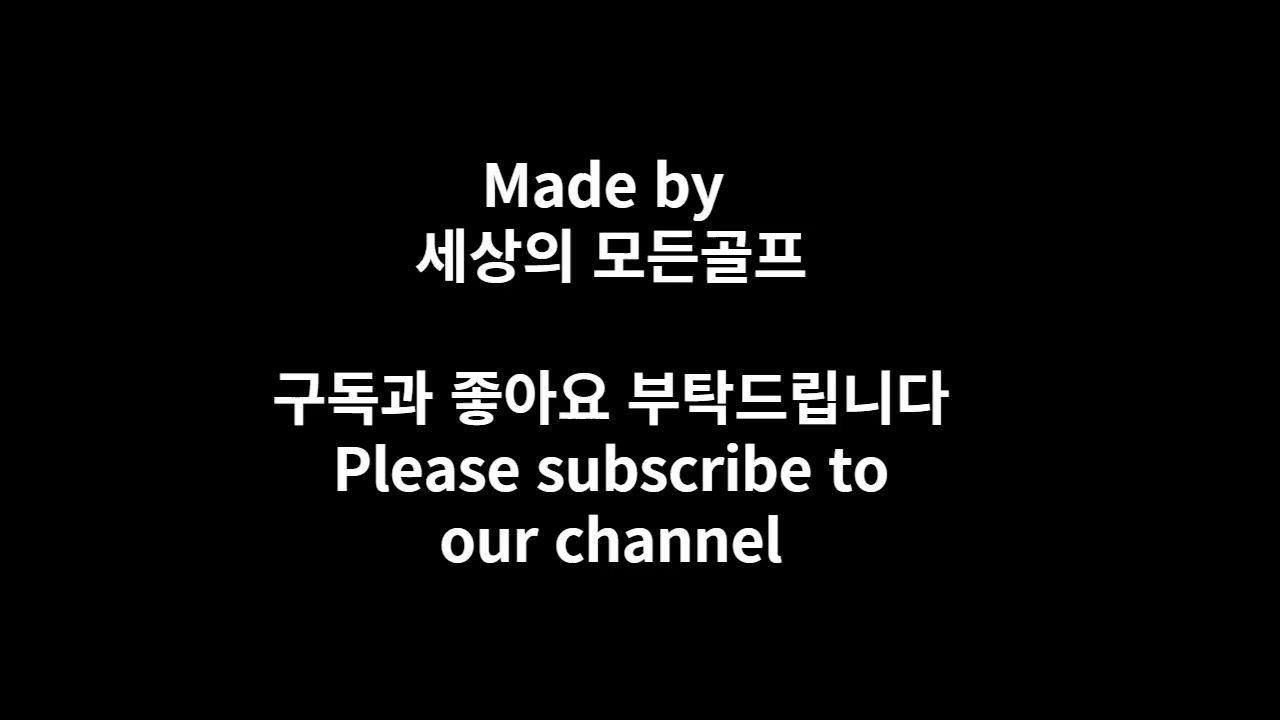 Made by
세상의 모든골프
구독과 좋아요 부탁드립니다
Please subscribe to
our channel